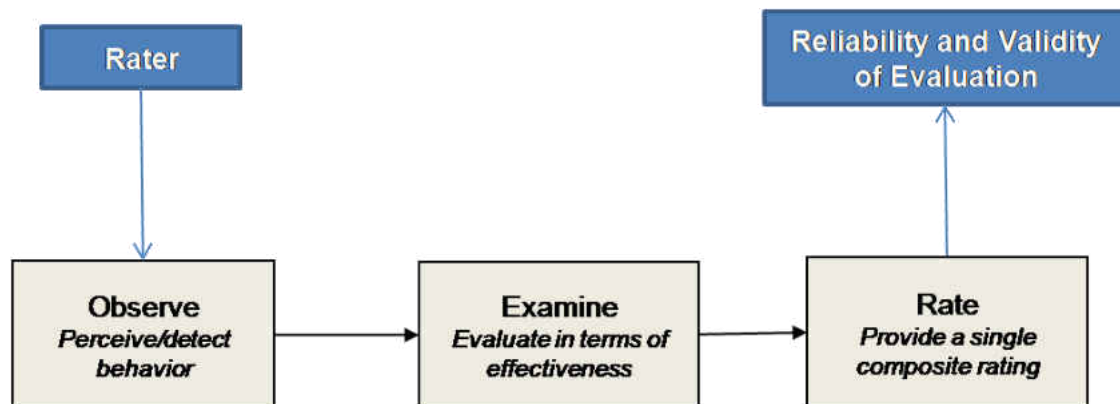 Rater
Reliability and Validity
of Evaluation
Observe
Perceive/detect
behavior
Examine
Evaluate in terms of
effectiveness
Rate
Provide a single
composite rating